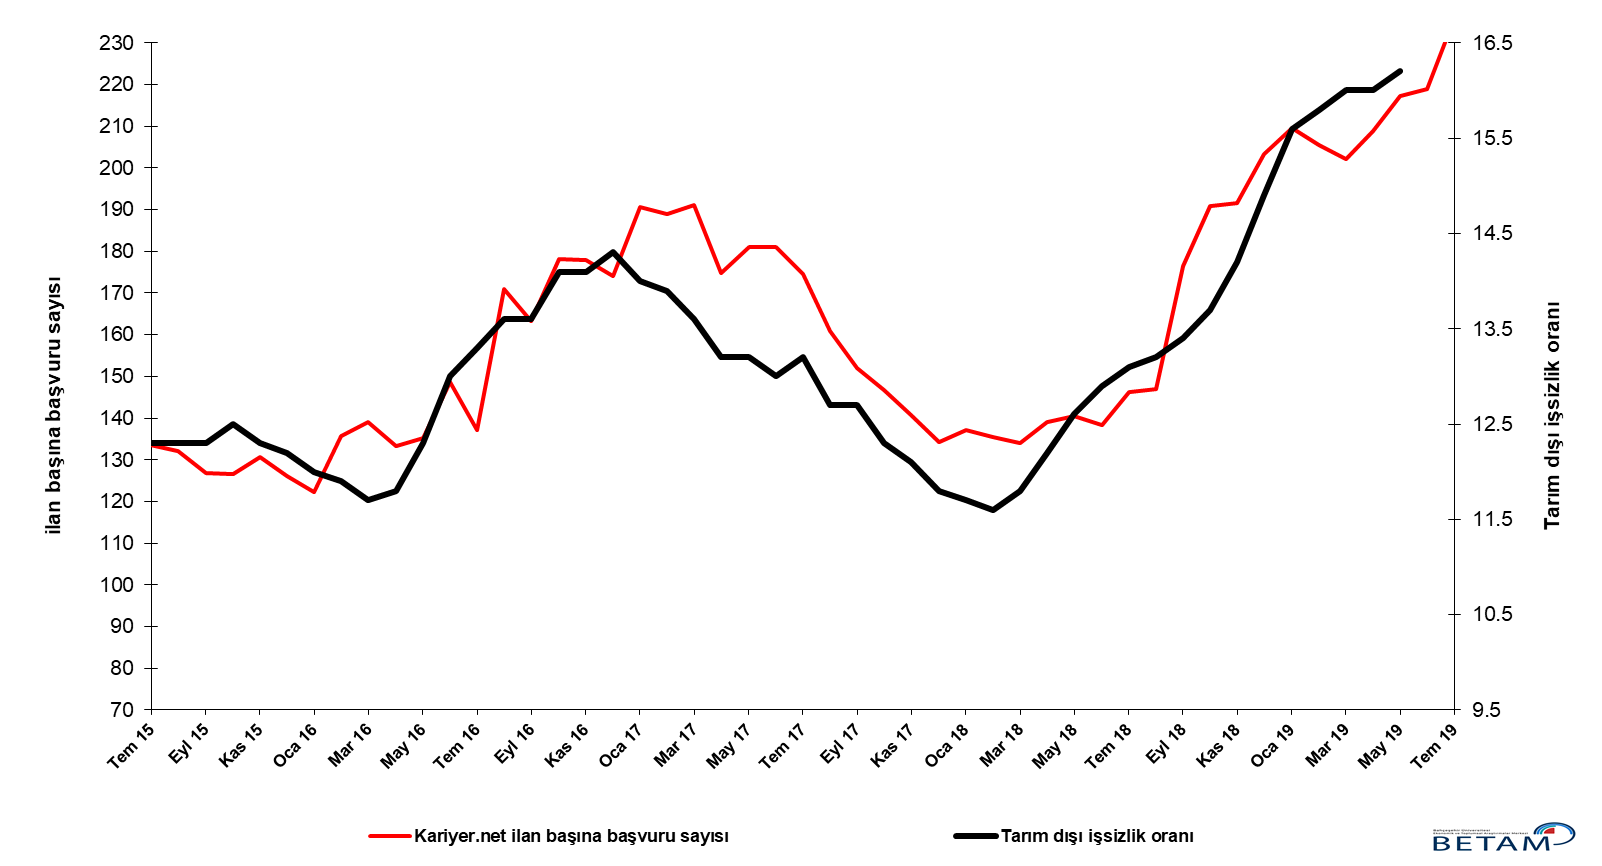 230
220
210
200
190
180
170
160
150
140
130
120
110
100
90
80
70
ilan başına başvuru sayısı
16.5
15.5
14.5
13.5
12.5
11.5
10.5
9.5
Tarım dışı işsizlik oranı
Tem 15
Eyl 15
Kas 15
Oca 16
Mar 16
May 16
Tem 16
Eyl 16
Kas 16
Oca 17
Mar 17
May 17
Tem 17
Eyl 17
Kas 17
Oca 18
Mar 18
May 18
Tem 18
Eyl 18
Kas 18
Oca 19
Mar 19
May 19
Tem 19
Kariyer.net ilan başına başvuru sayısı
Tarım dışı işsizlik oranı
BETAM